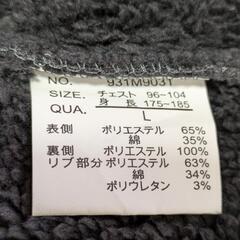 NO. 931M9031
SIZE. チェスト 96-104
身 長 175-185
QUA. L
表側 ポリエステル 65%
綿 35%
裏側 ポリエステル 100%
リブ部分 ポリエステル 63%
綿 34%
ポリウレタン 3%